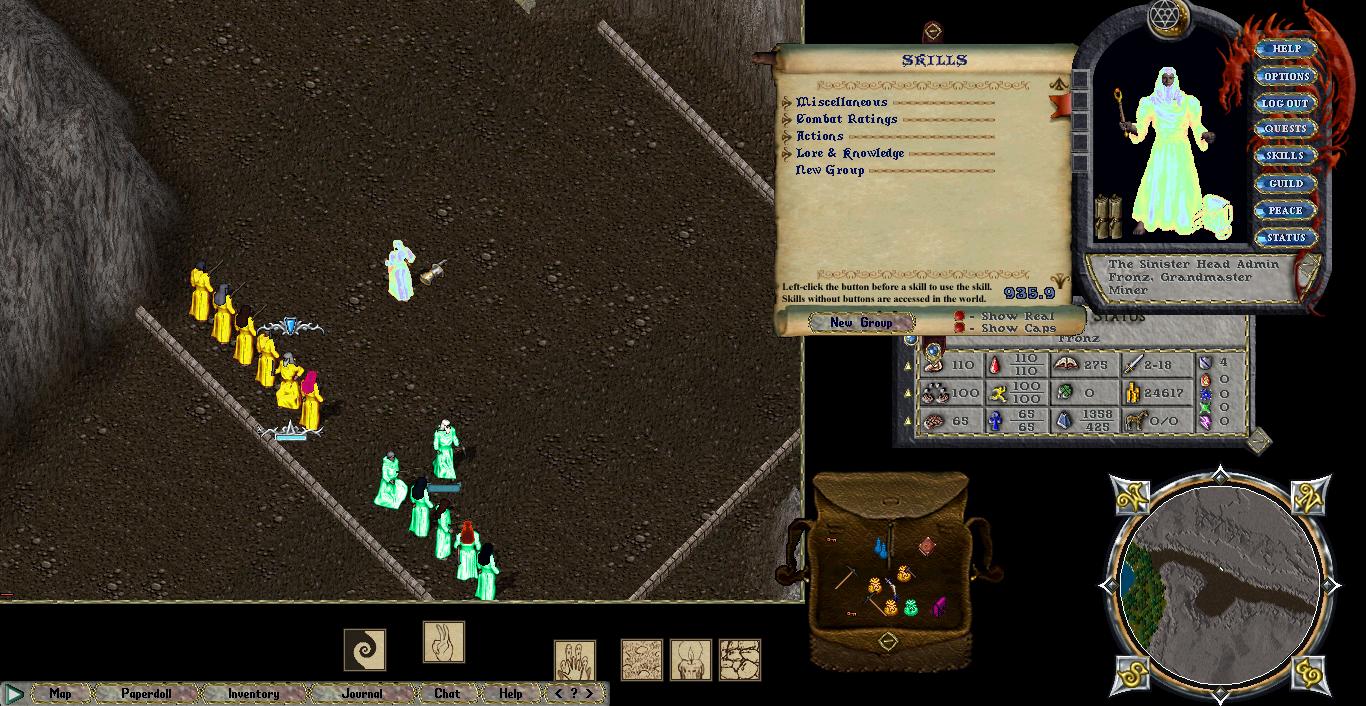 SKILLS
Miscellaneous
Combat Ratings
Actions
Lore & Knowledge
New Group
Left-click the button before a skill to use the skill.
Skills without buttons are accessed in the world.
935.9
New Group
- Show Real
- Show Caps
HELP
OPTIONS
LOG OUT
QUESTS
SKILLS
GUILD
PEACE
STATUS
The Sinister Head Admin
Fronz, Grandmaster
Miner
STATUS
Fronz
110 110 110 275 2-18 4
100 100 100 0 24617 0 0
65 65 65 1358 425 0/0 0 0
Map Paperdoll Inventory Journal Chat Help < ? >